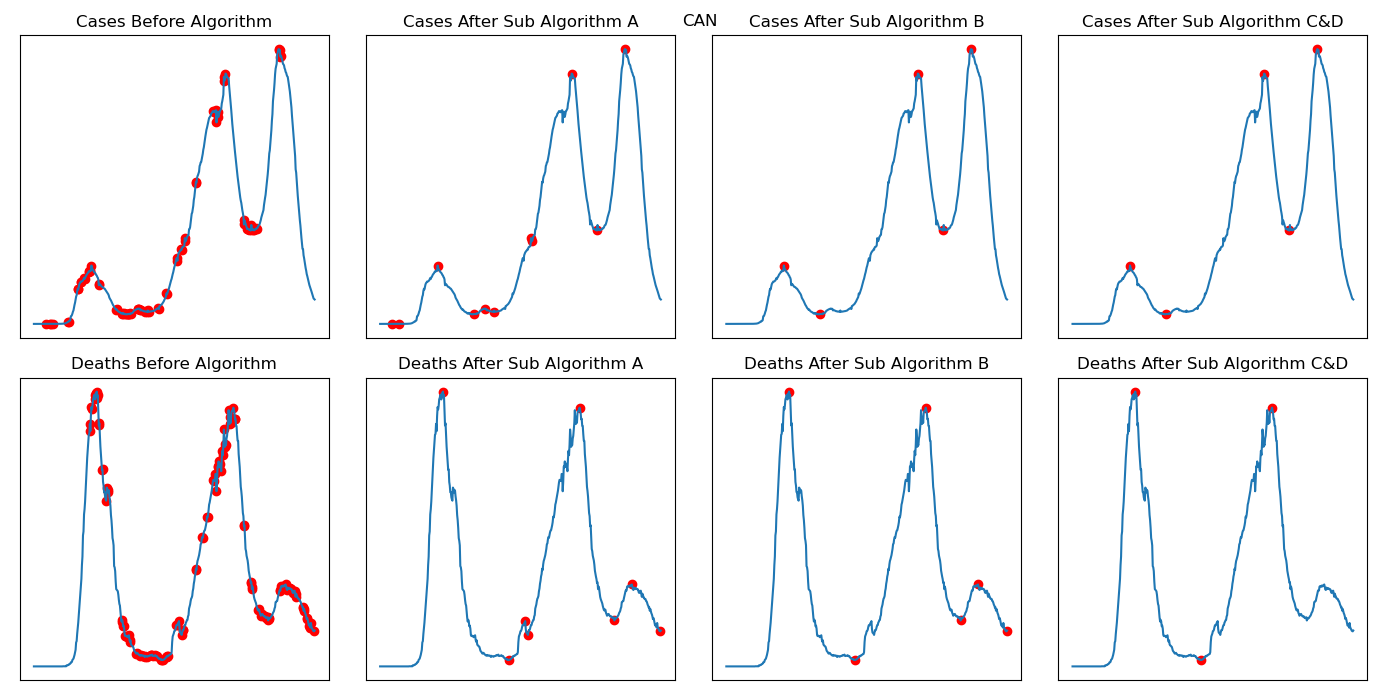 CAN
Cases Before Algorithm
Cases After Sub Algorithm A
Cases After Sub Algorithm B
Cases After Sub Algorithm C&D
Deaths Before Algorithm
Deaths After Sub Algorithm A
Deaths After Sub Algorithm B
Deaths After Sub Algorithm C&D